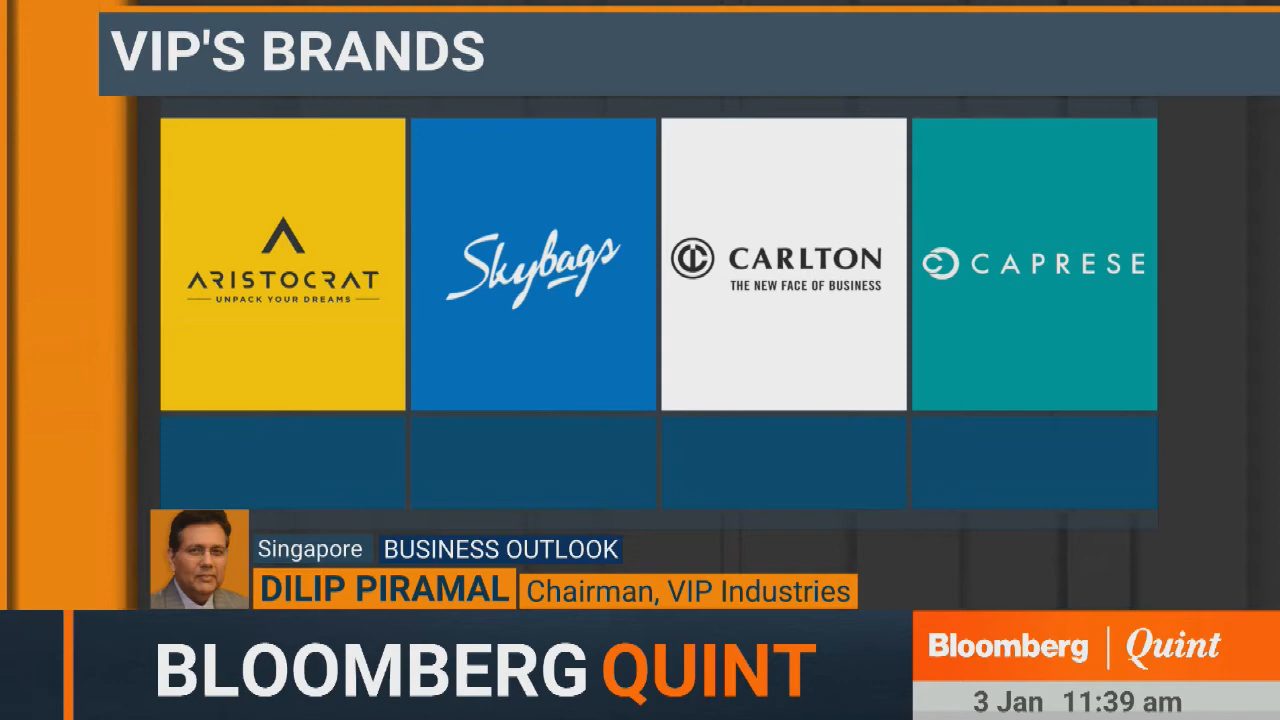 VIP'S BRANDS
ARISTOCRAT
UNPACK YOUR DREAMS
Skybags
CARLTON
THE NEW FACE OF BUSINESS
CAPRESE
Singapore BUSINESS OUTLOOK
DILIP PIRAMAL Chairman, VIP Industries
BLOOMBERG QUINT
Bloomberg | Quint
3 Jan 11:39 am